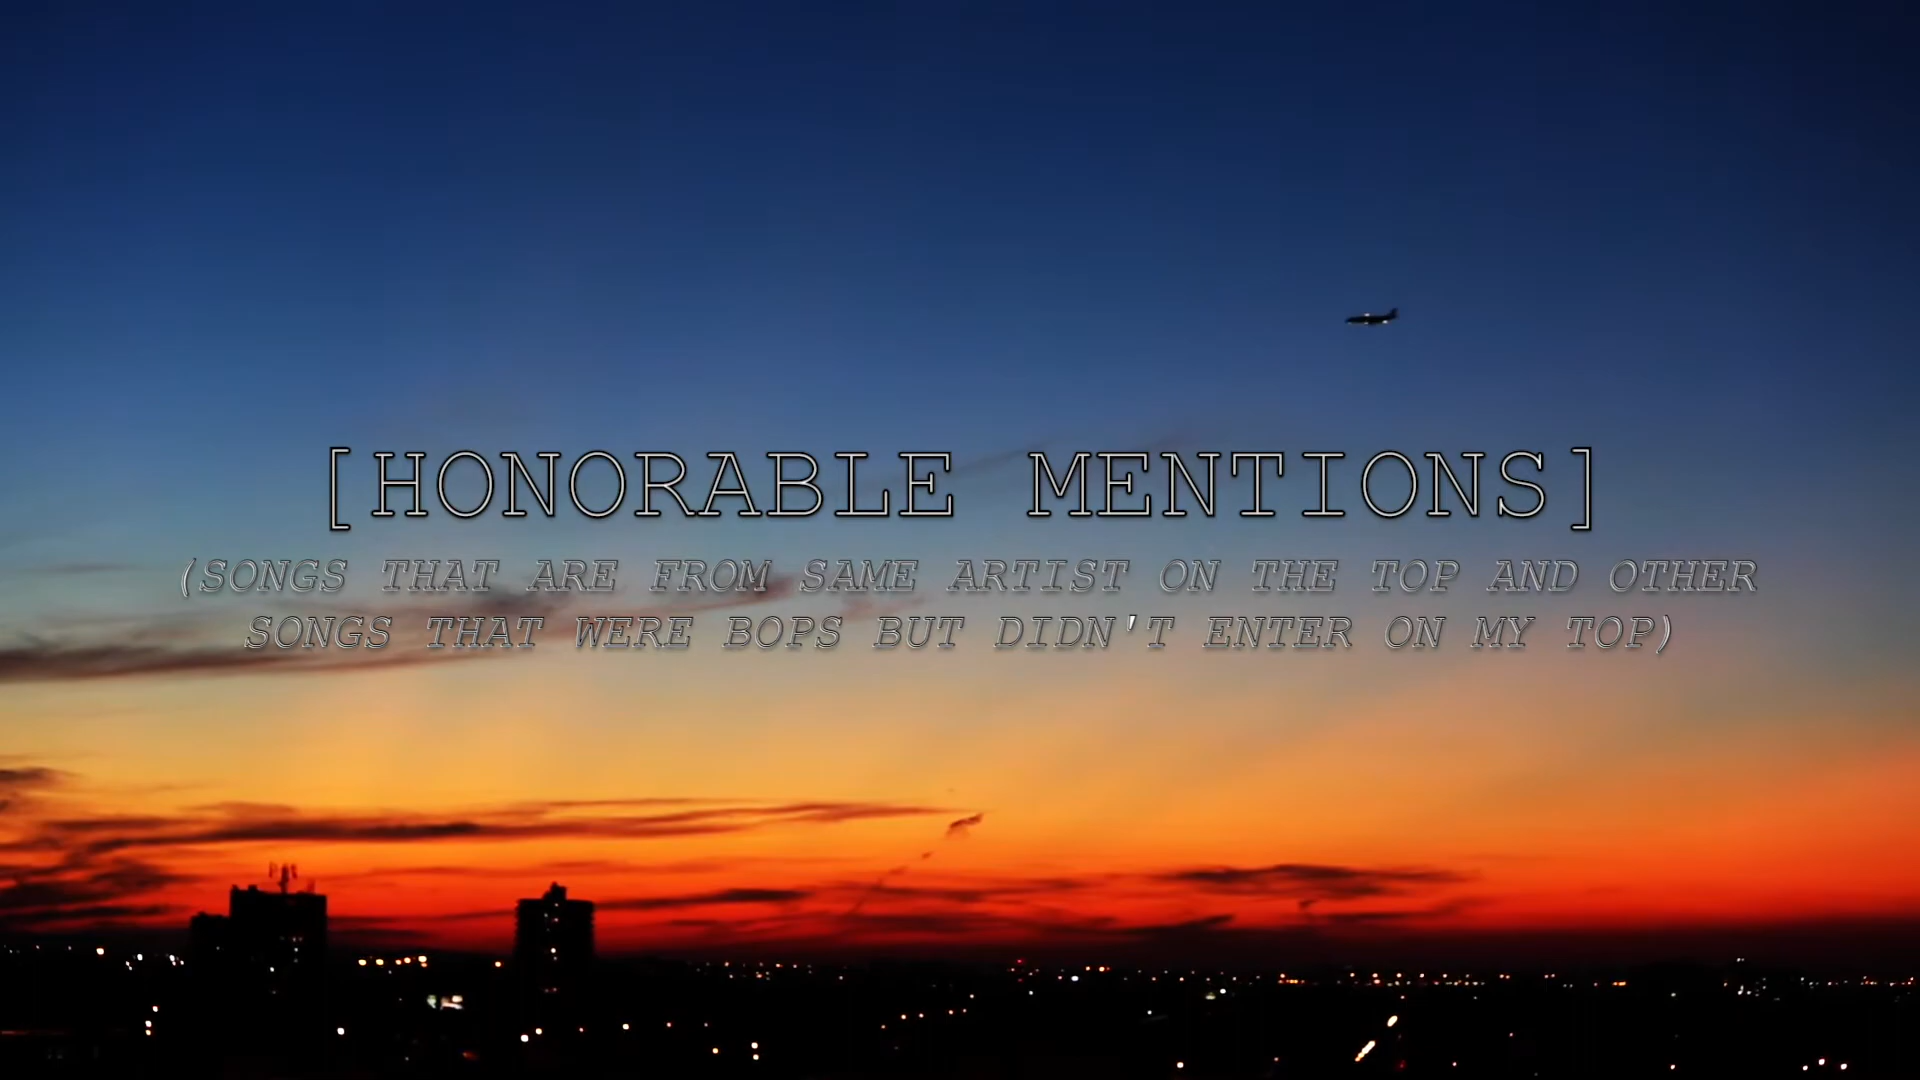 [HONORABLE MENTIONS]
(SONGS THAT ARE FROM SAME ARTIST ON THE TOP AND OTHER
SONGS THAT WERE BOPS BUT DIDN'T ENTER ON MY TOP)